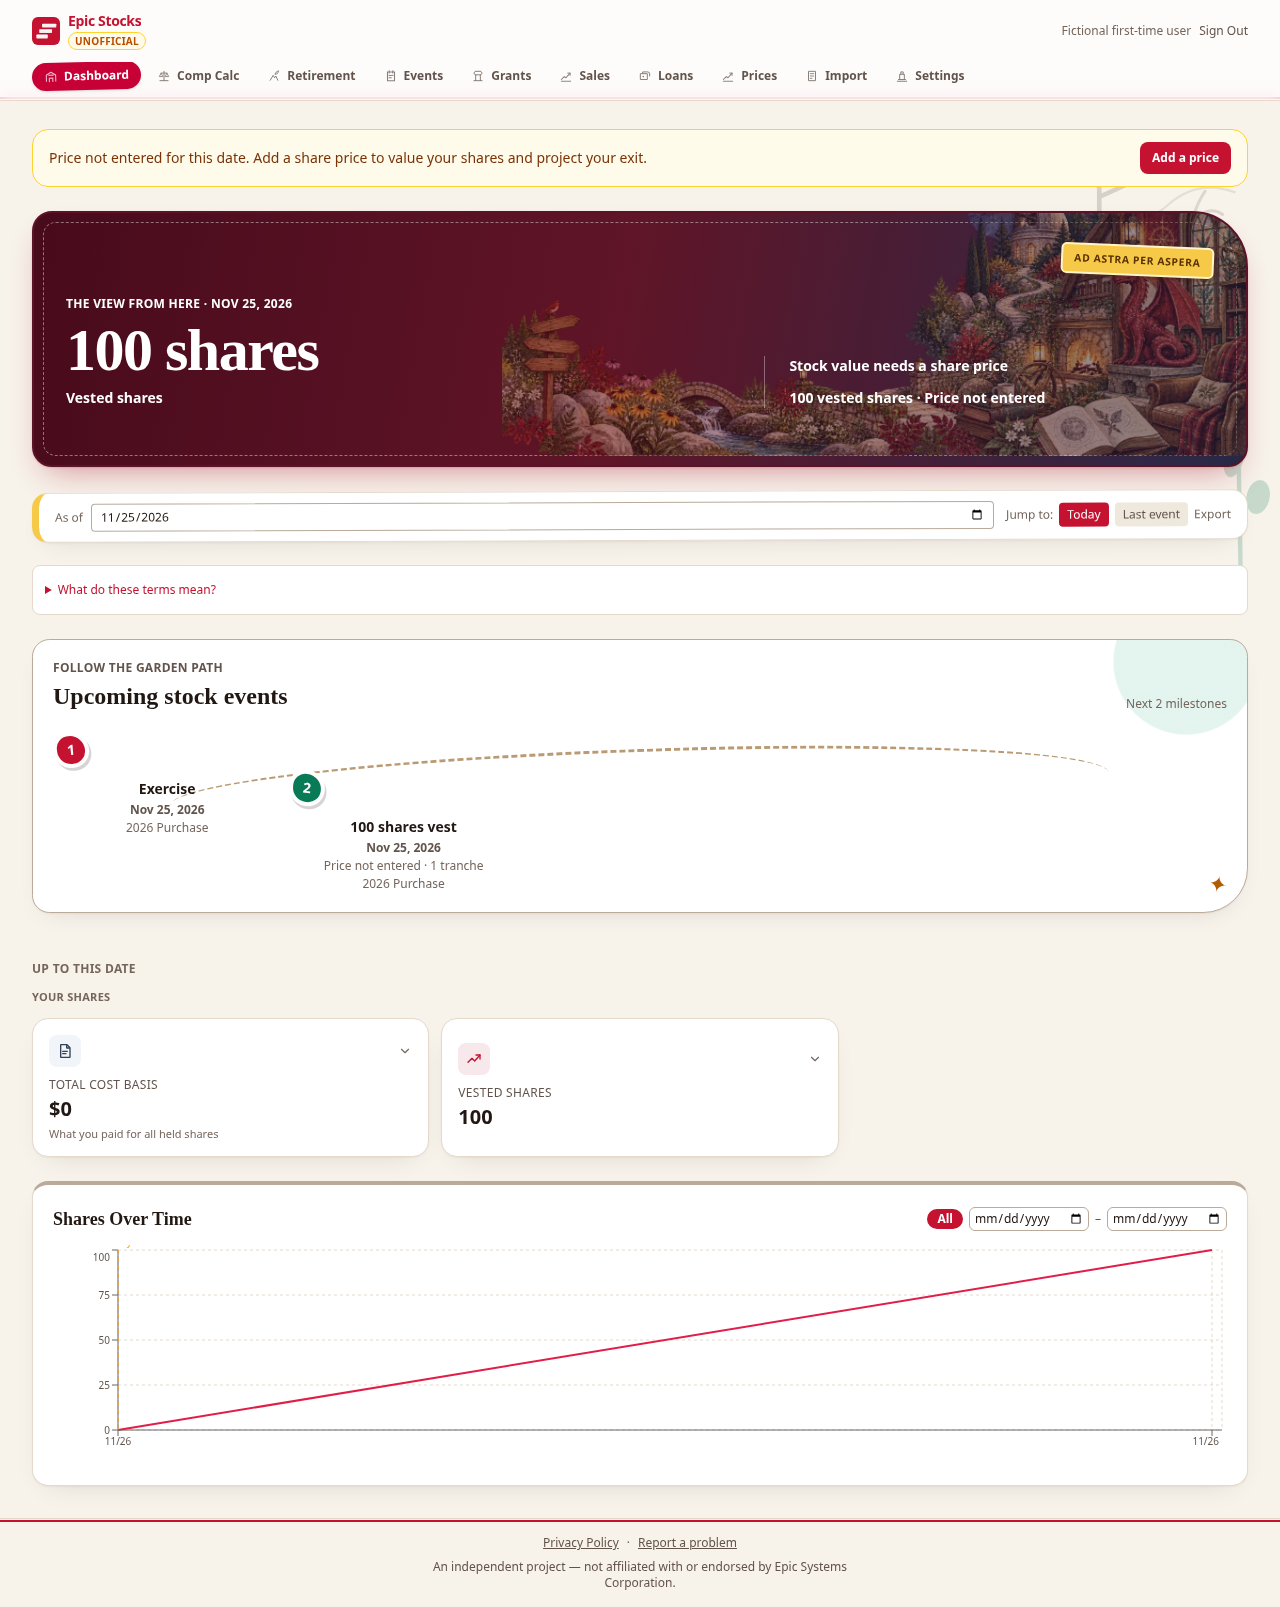 Epic Stocks
UNOFFICIAL
Fictional first-time user Sign Out
Dashboard Comp Calc Retirement Events Grants Sales Loans Prices Import Settings
Price not entered for this date. Add a share price to value your shares and project your exit.
Add a price
AD ASTRA PER ASPERA
THE VIEW FROM HERE · NOV 25, 2026
100 shares
Vested shares
Stock value needs a share price
100 vested shares · Price not entered
As of 11/25/2026 Jump to: Today Last event Export
What do these terms mean?
FOLLOW THE GARDEN PATH
Upcoming stock events
Next 2 milestones
1
Exercise
Nov 25, 2026
2026 Purchase
2
100 shares vest
Nov 25, 2026
Price not entered · 1 tranche
2026 Purchase
UP TO THIS DATE
YOUR SHARES
TOTAL COST BASIS
$0
What you paid for all held shares
VESTED SHARES
100
Shares Over Time
All mm/dd/yyyy – mm/dd/yyyy
100
75
50
25
0
11/26 11/26
Privacy Policy · Report a problem
An independent project — not affiliated with or endorsed by Epic Systems
Corporation.